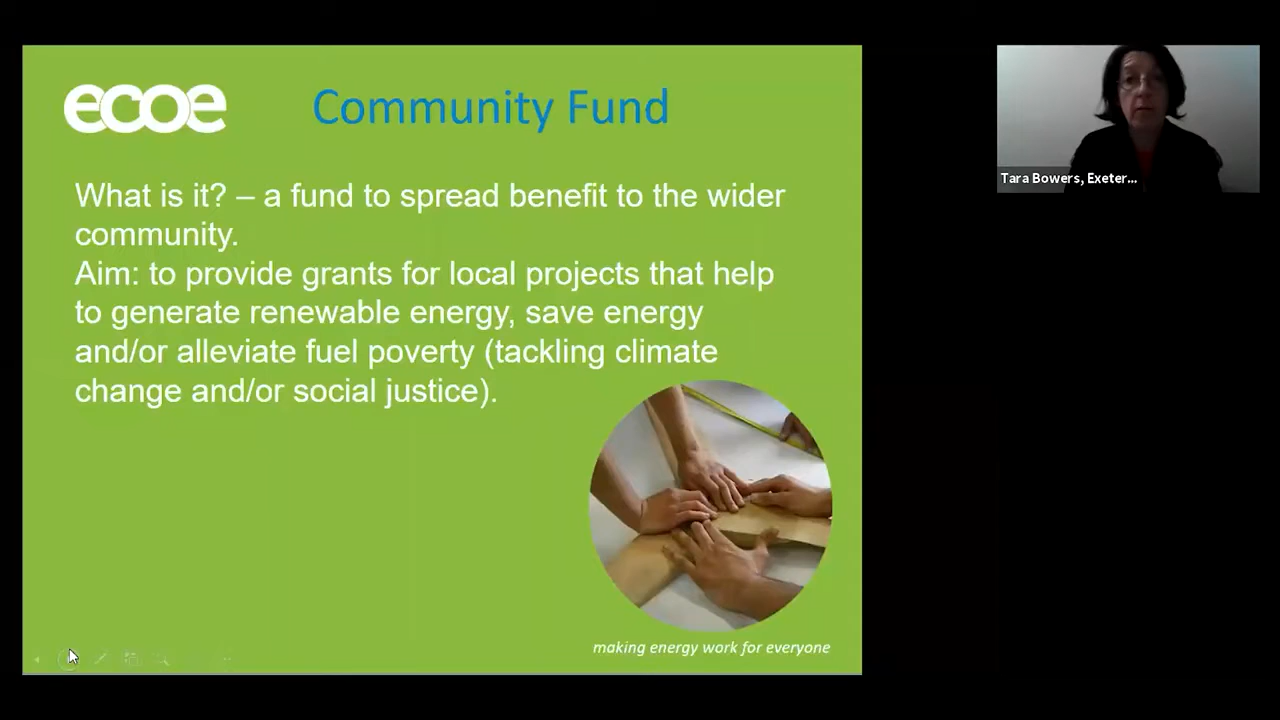 ecoe
Community Fund
What is it? – a fund to spread benefit to the wider
community.
Aim: to provide grants for local projects that help
to generate renewable energy, save energy
and/or alleviate fuel poverty (tackling climate
change and/or social justice).
making energy work for everyone
Tara Bowers, Exeter...